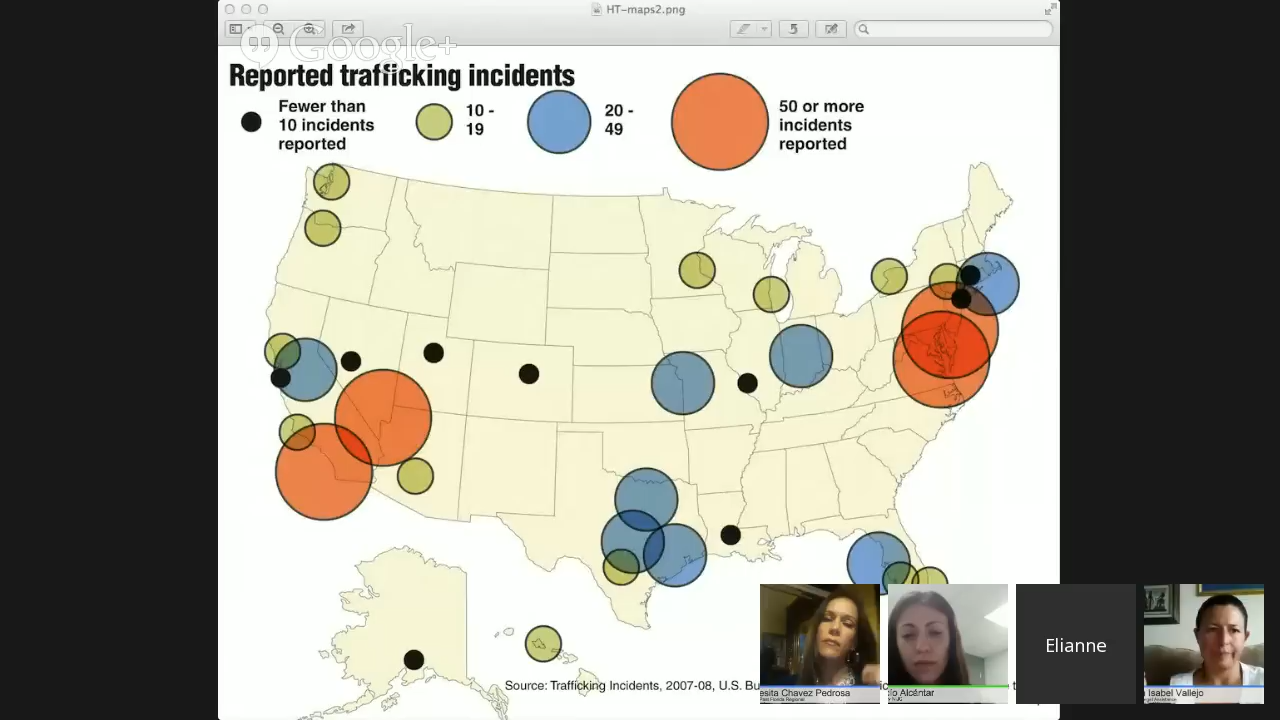 HT-maps2.png
Google+
Reported trafficking incidents
Fewer than
10 incidents
reported
10 -
19
20 -
49
50 or more
incidents
reported
Source: Trafficking Incidents, 2007-08, U.S. Bu
esita Chavez Pedrosa
Alcántar
Elianne
Isabel Vallejo